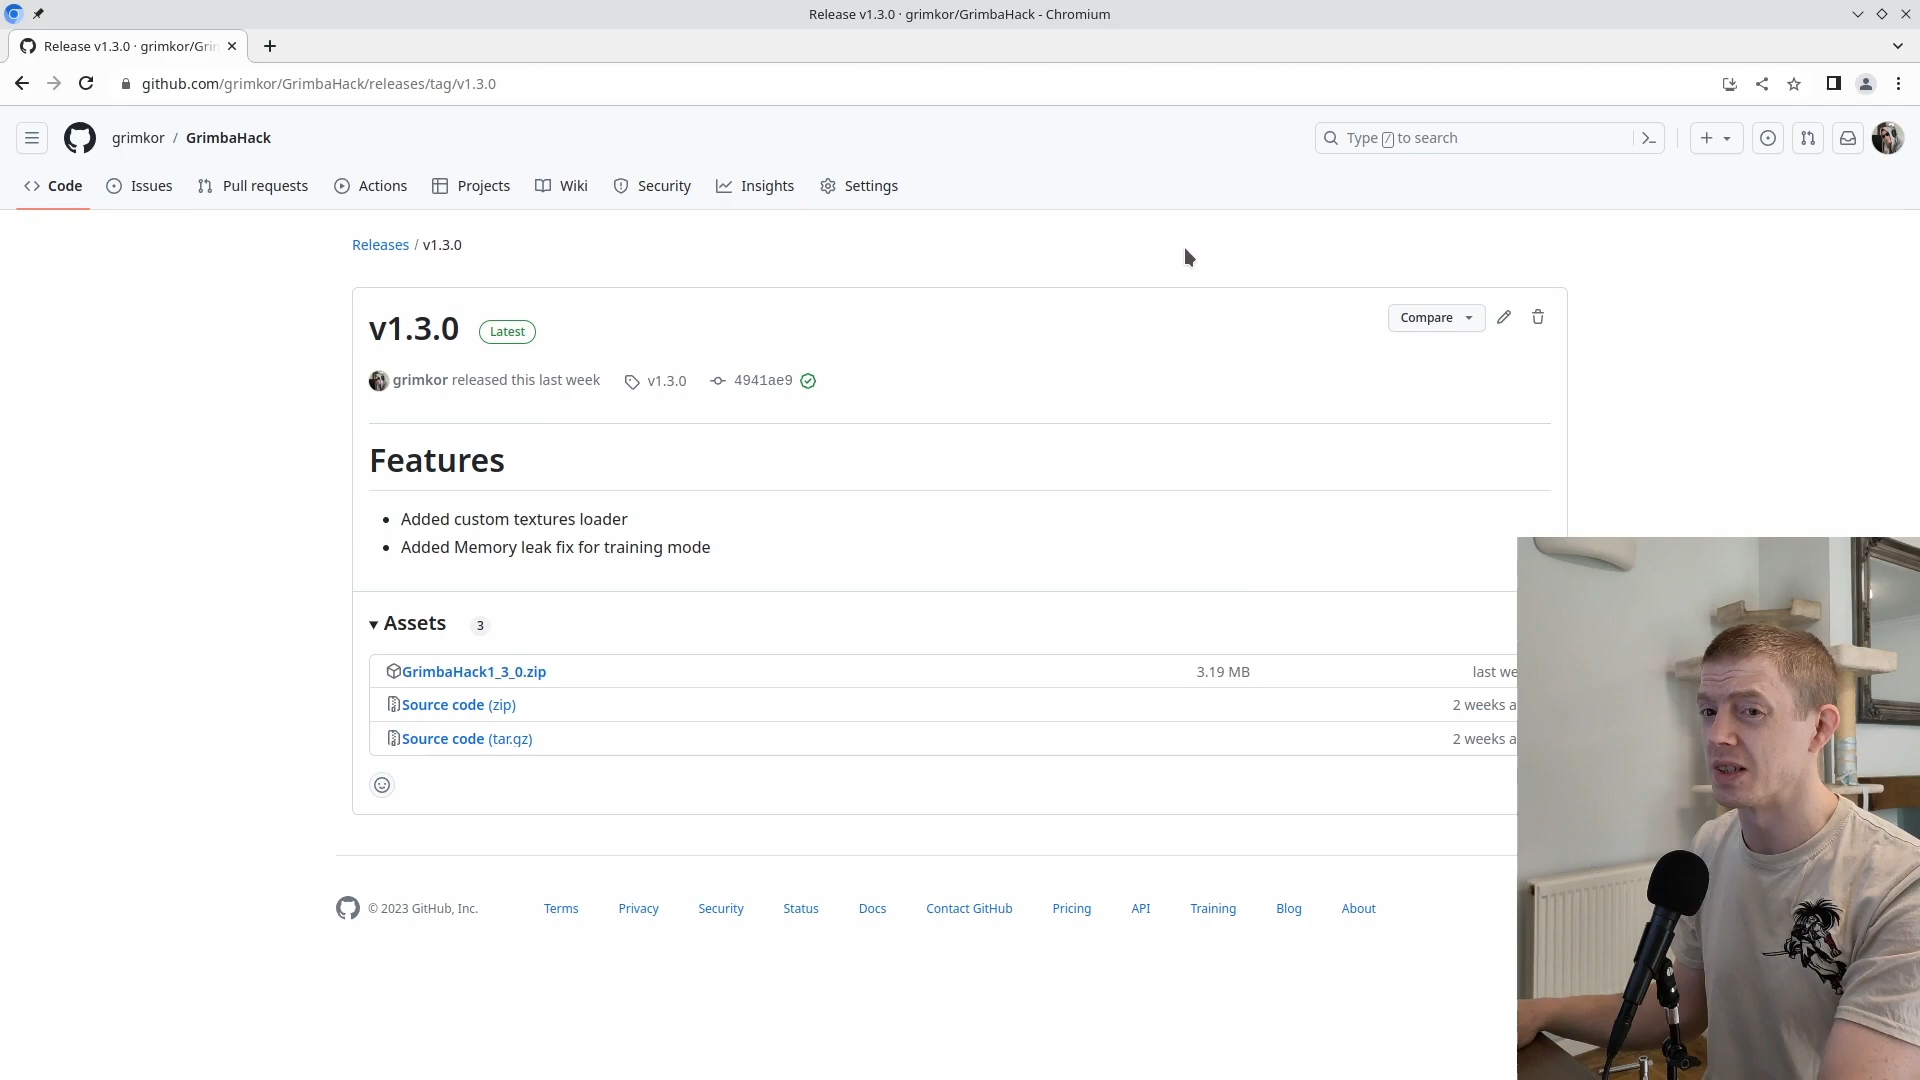 Release v1.3.0 · grimkor/GrimbaHack - Chromium
Release v1.3.0 · grimkor/Grim
github.com/grimkor/GrimbaHack/releases/tag/v1.3.0
grimkor / GrimbaHack
Type / to search
Code Issues Pull requests Actions Projects Wiki Security Insights Settings
Releases / v1.3.0
v1.3.0 Latest
Compare
grimkor released this last week v1.3.0 4941ae9
Features
Added custom textures loader
Added Memory leak fix for training mode
Assets 3
GrimbaHack1_3_0.zip 3.19 MB last we
Source code (zip) 2 weeks a
Source code (tar.gz) 2 weeks a
© 2023 GitHub, Inc. Terms Privacy Security Status Docs Contact GitHub Pricing API Training Blog About